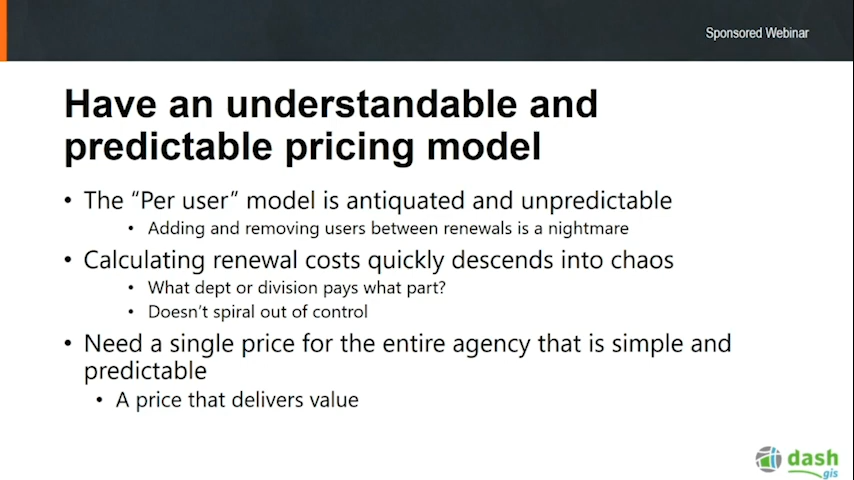 Sponsored Webinar
Have an understandable and
predictable pricing model
• The “Per user” model is antiquated and unpredictable
• Adding and removing users between renewals is a nightmare
• Calculating renewal costs quickly descends into chaos
• What dept or division pays what part?
• Doesn’t spiral out of control
• Need a single price for the entire agency that is simple and
predictable
• A price that delivers value
dash
gis